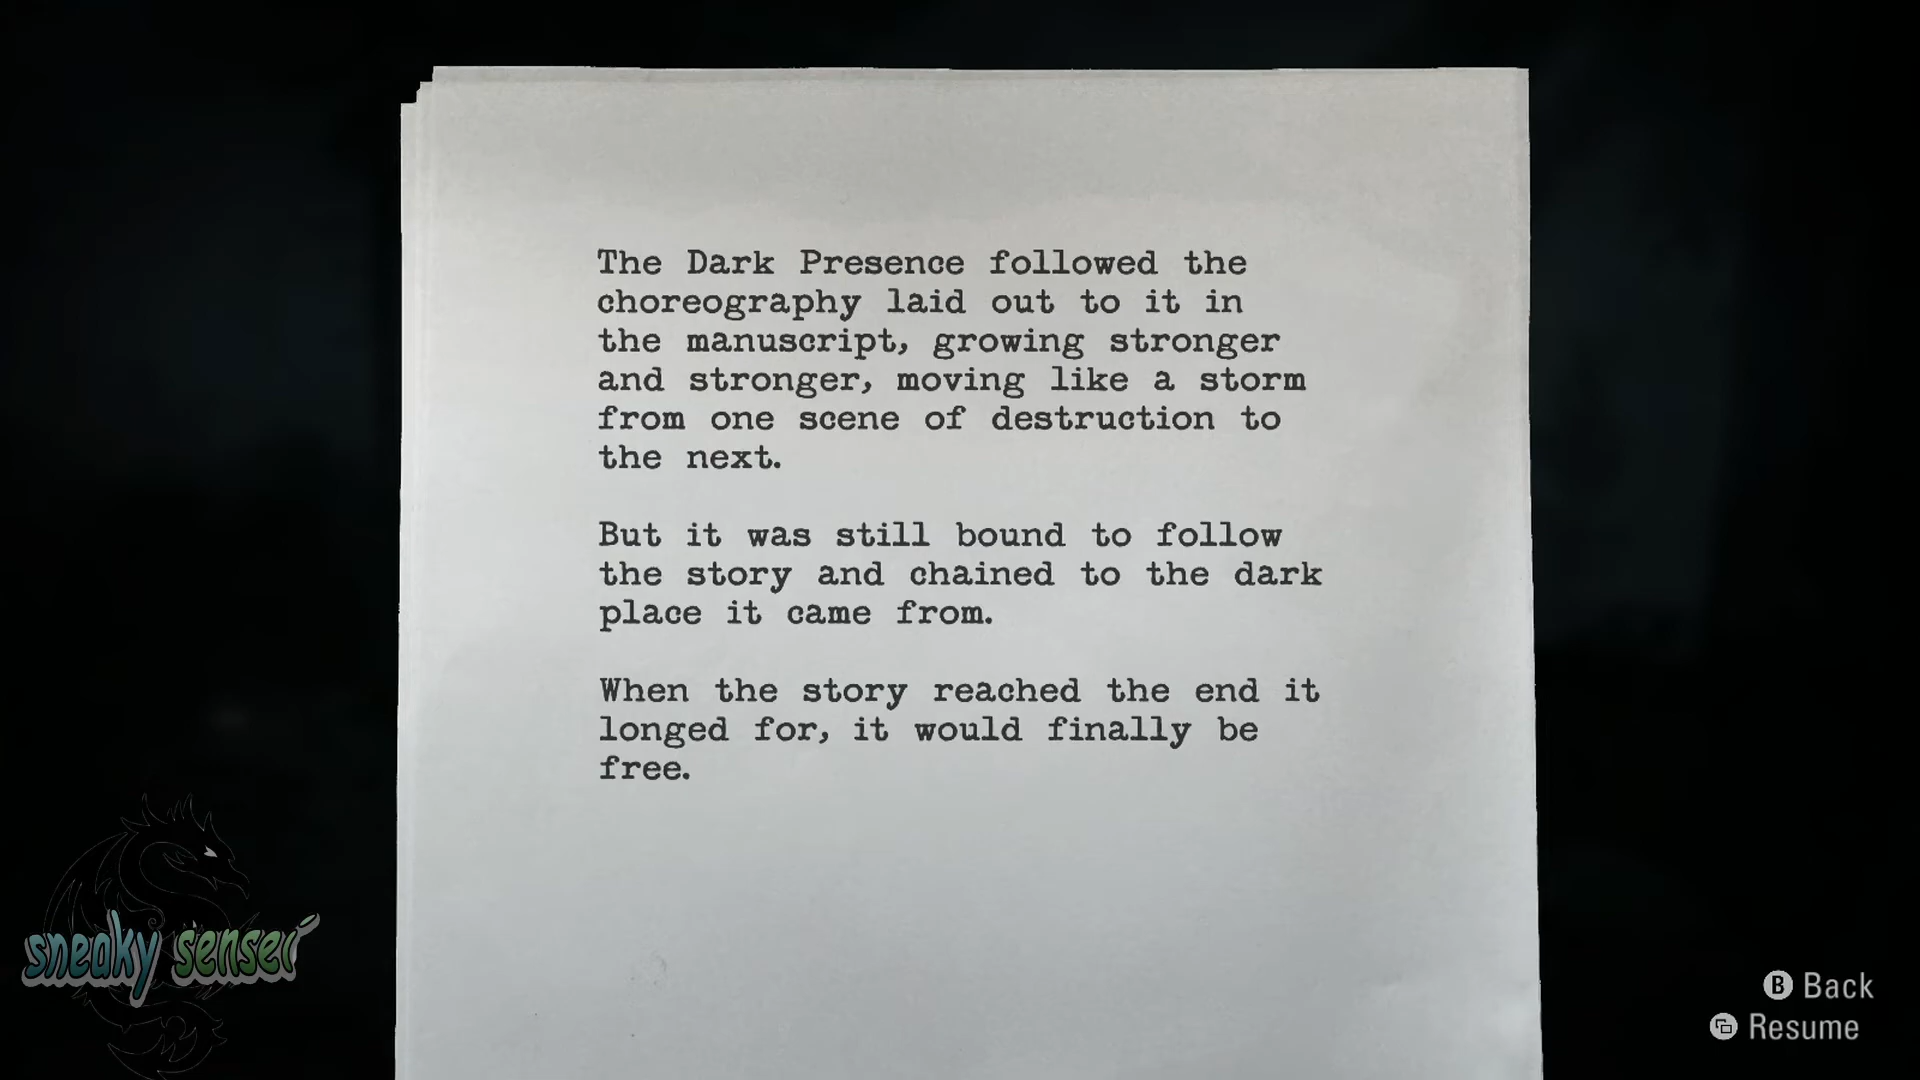 The Dark Presence followed the
choreography laid out to it in
the manuscript, growing stronger
and stronger, moving like a storm
from one scene of destruction to
the next.
But it was still bound to follow
the story and chained to the dark
place it came from.
When the story reached the end it
longed for, it would finally be
free.
sneaky sensei
B Back
Resume